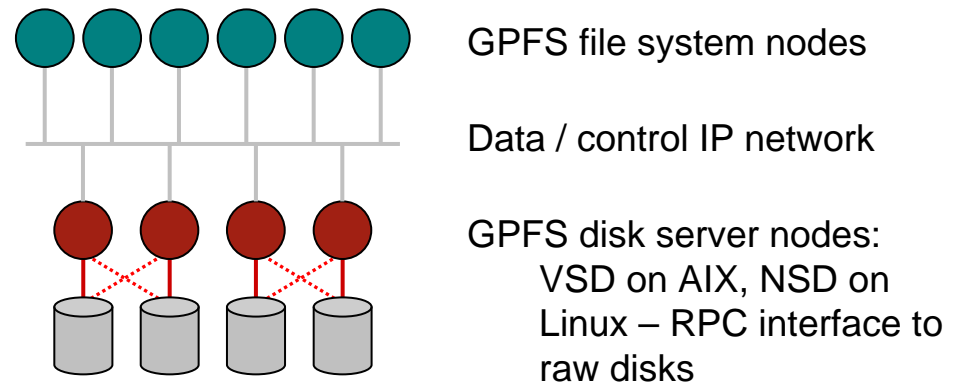 GPFS file system nodes
Data / control IP network
GPFS disk server nodes:
VSD on AIX, NSD on
Linux – RPC interface to
raw disks